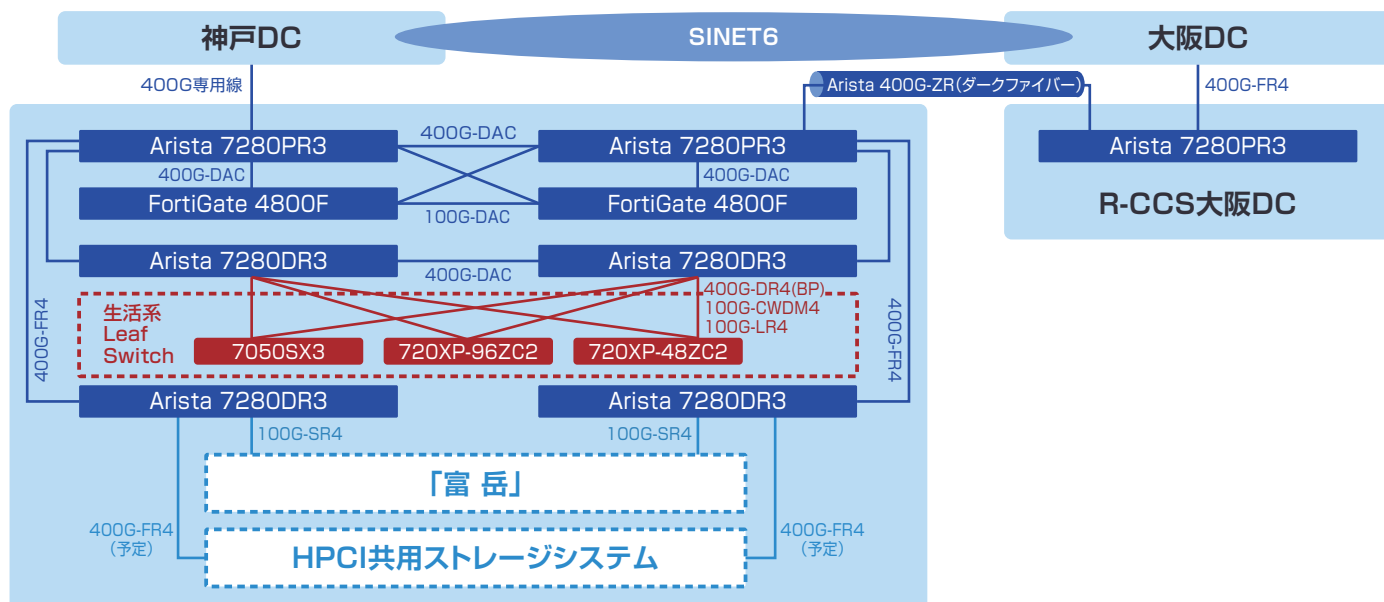 神戸DC
SINET6
大阪DC
400G専用線
Arista 400G-ZR(ダークファイバー)
400G-FR4
Arista 7280PR3
400G-DAC
Arista 7280PR3
Arista 7280PR3
400G-DAC
400G-DAC
FortiGate 4800F
100G-DAC
FortiGate 4800F
R-CCS大阪DC
Arista 7280DR3
400G-DAC
Arista 7280DR3
400G-DR4(BP)
100G-CWDM4
100G-LR4
生活系
Leaf
Switch
7050SX3
720XP-96ZC2
720XP-48ZC2
400G-FR4
400G-FR4
Arista 7280DR3
Arista 7280DR3
100G-SR4
100G-SR4
「富 岳」
400G-FR4
(予定)
HPCI共用ストレージシステム
400G-FR4
(予定)